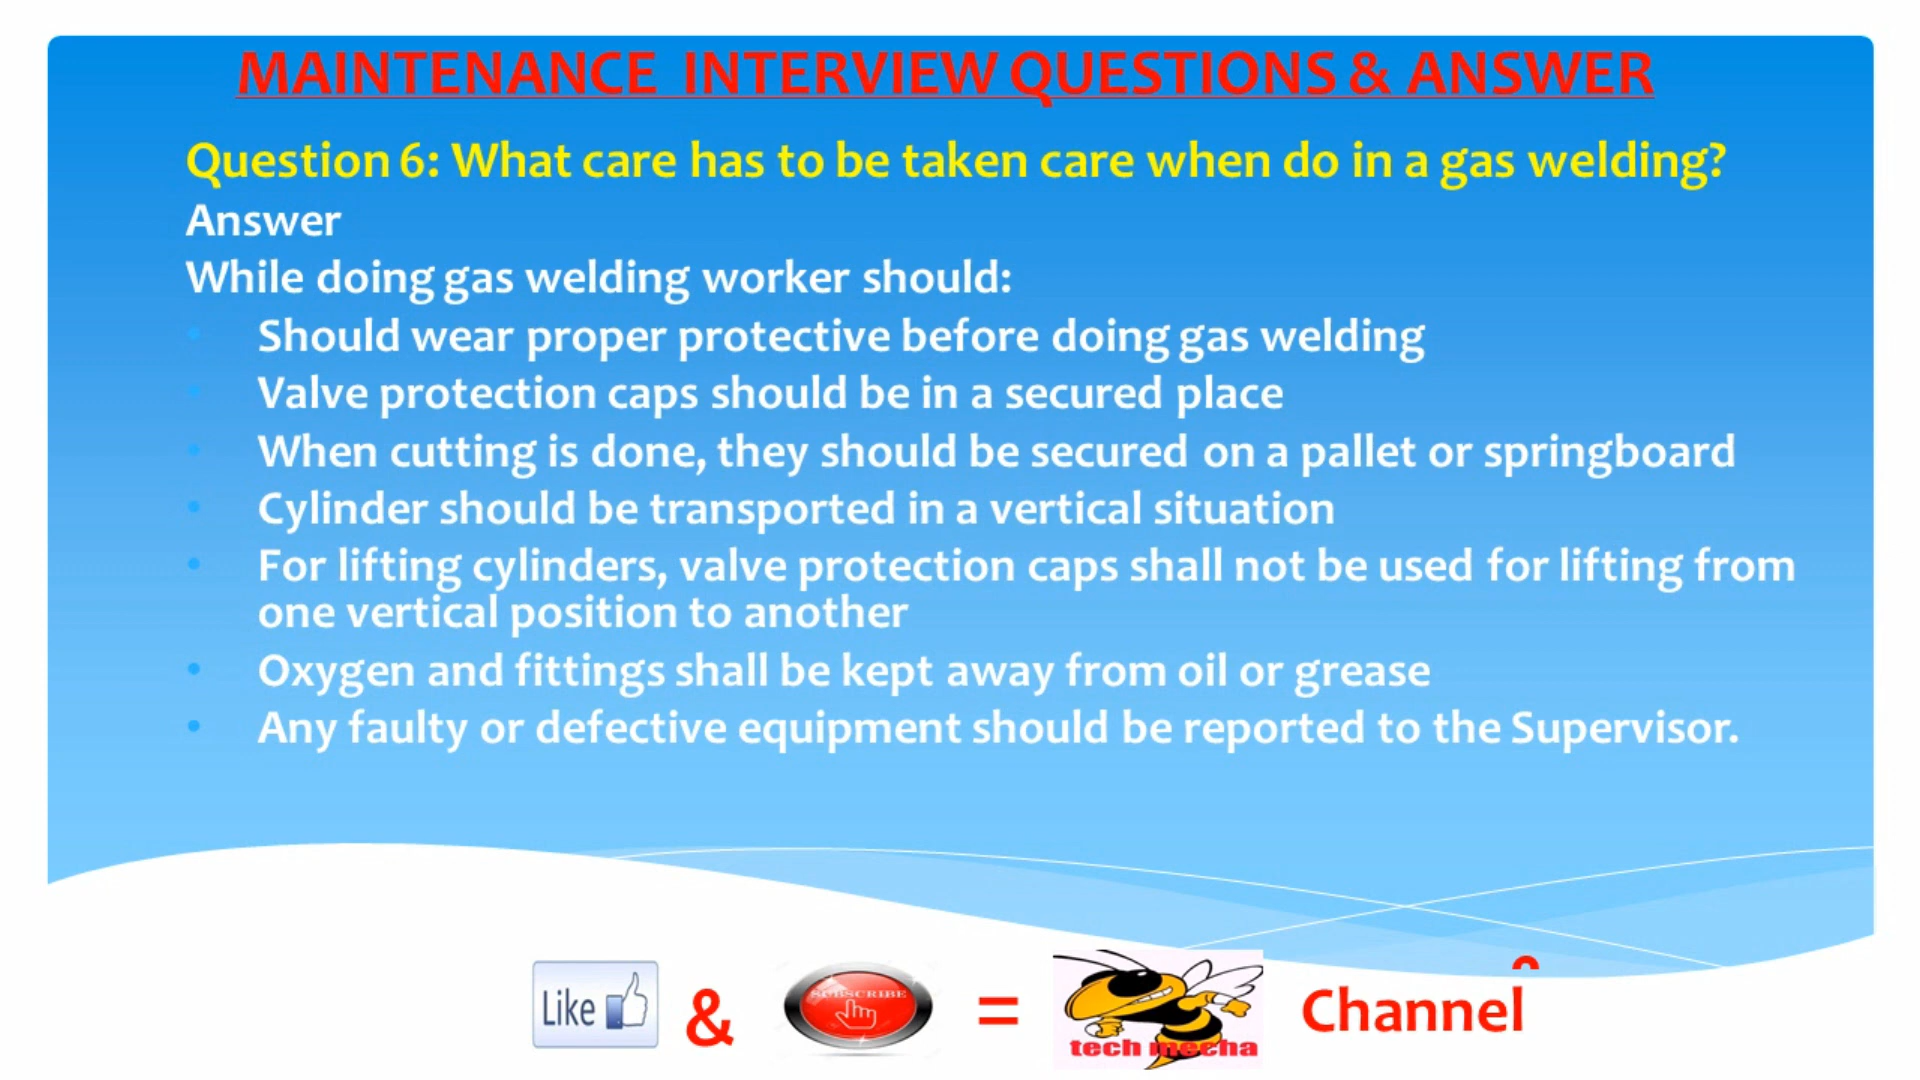 MAINTENANCE INTERVIEW QUESTIONS & ANSWER
Question 6: What care has to be taken care when do in a gas welding?
Answer
While doing gas welding worker should:
• Should wear proper protective before doing gas welding
• Valve protection caps should be in a secured place
• When cutting is done, they should be secured on a pallet or springboard
• Cylinder should be transported in a vertical situation
• For lifting cylinders, valve protection caps shall not be used for lifting from
one vertical position to another
• Oxygen and fittings shall be kept away from oil or grease
• Any faulty or defective equipment should be reported to the Supervisor.
Like & SUBSCRIBE = tech mecha Channel